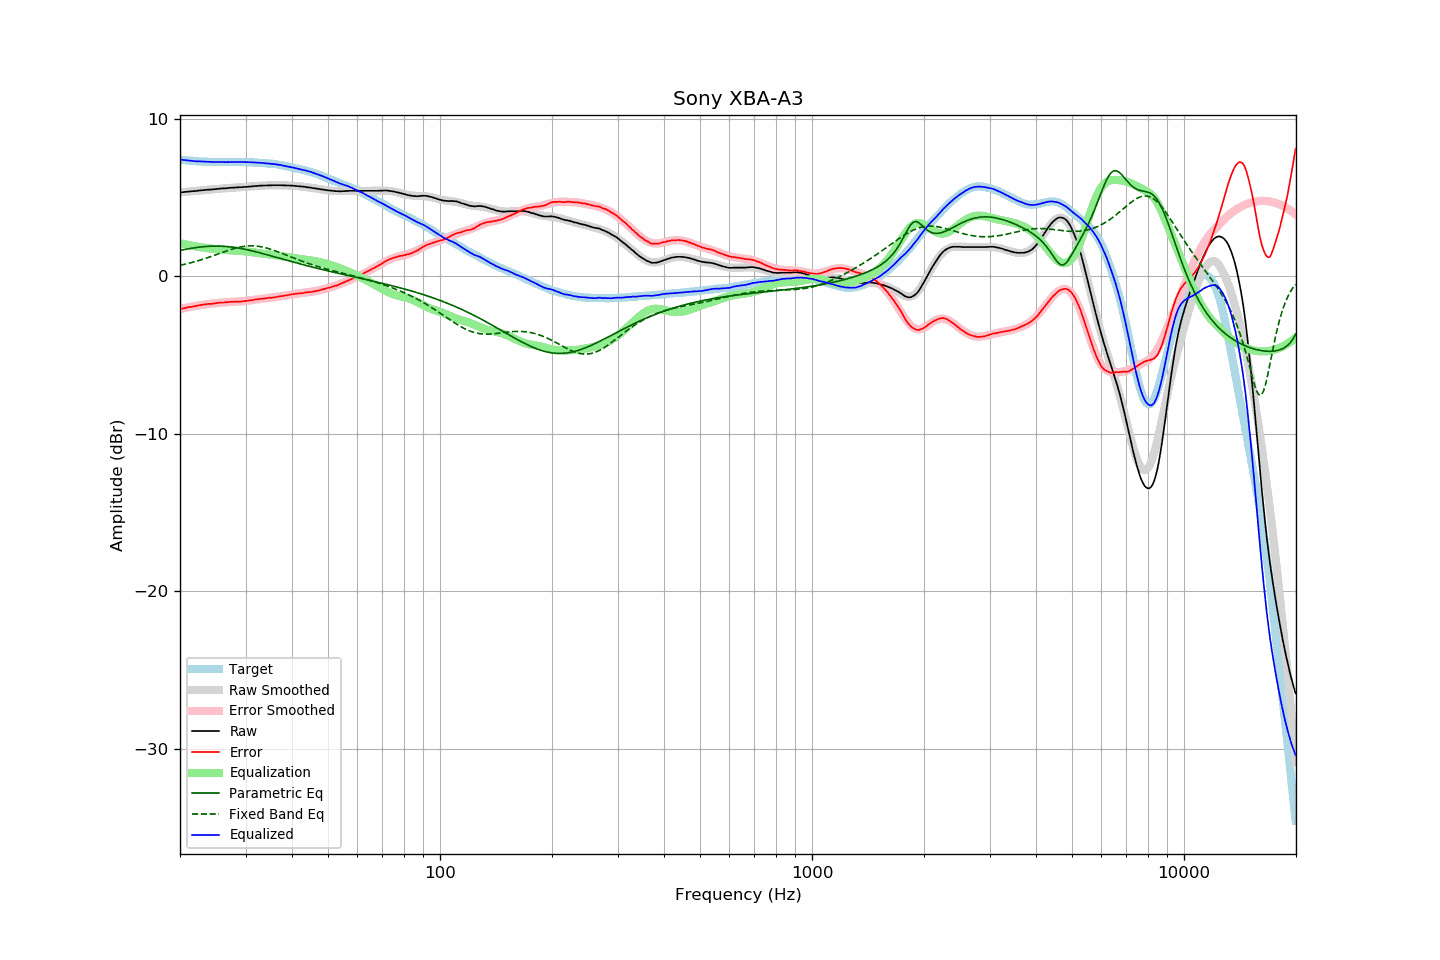 Sony XBA-A3
10
0
−10
−20
−30
Amplitude (dBr)
Target
Raw Smoothed
Error Smoothed
Raw
Error
Equalization
Parametric Eq
Fixed Band Eq
Equalized
100
1000
10000
Frequency (Hz)